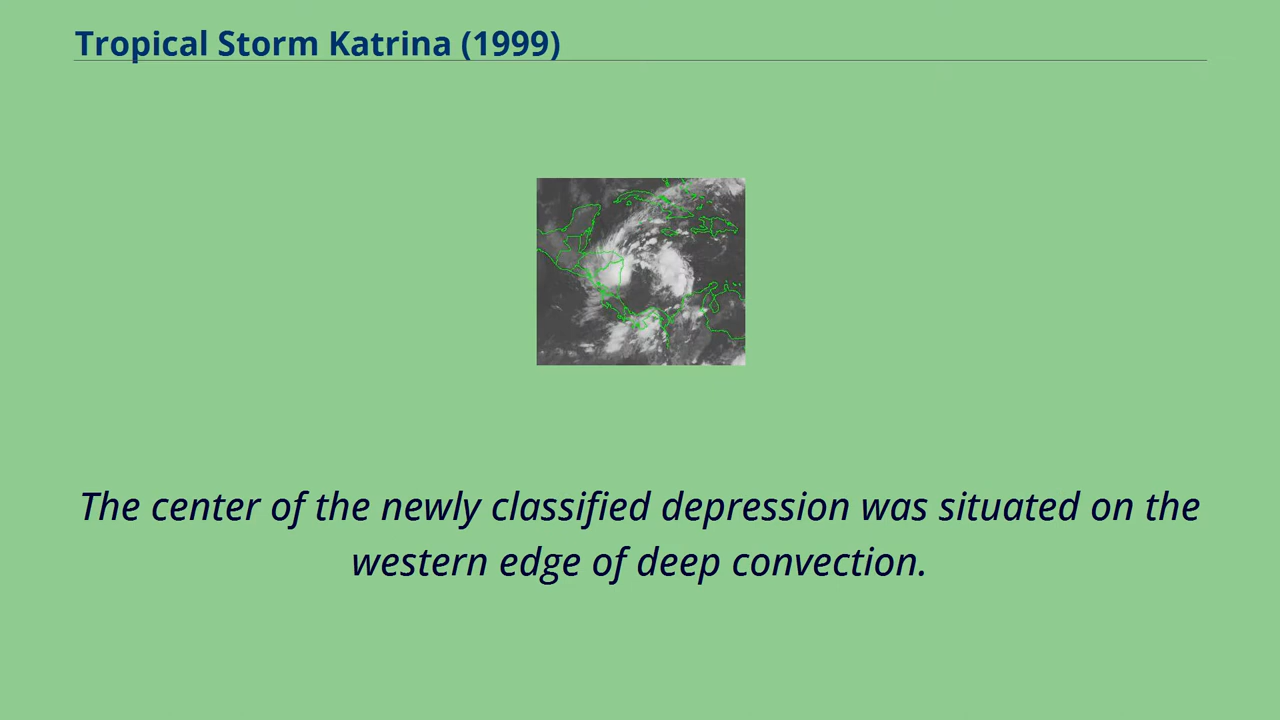 Tropical Storm Katrina (1999)
The center of the newly classified depression was situated on the
western edge of deep convection.